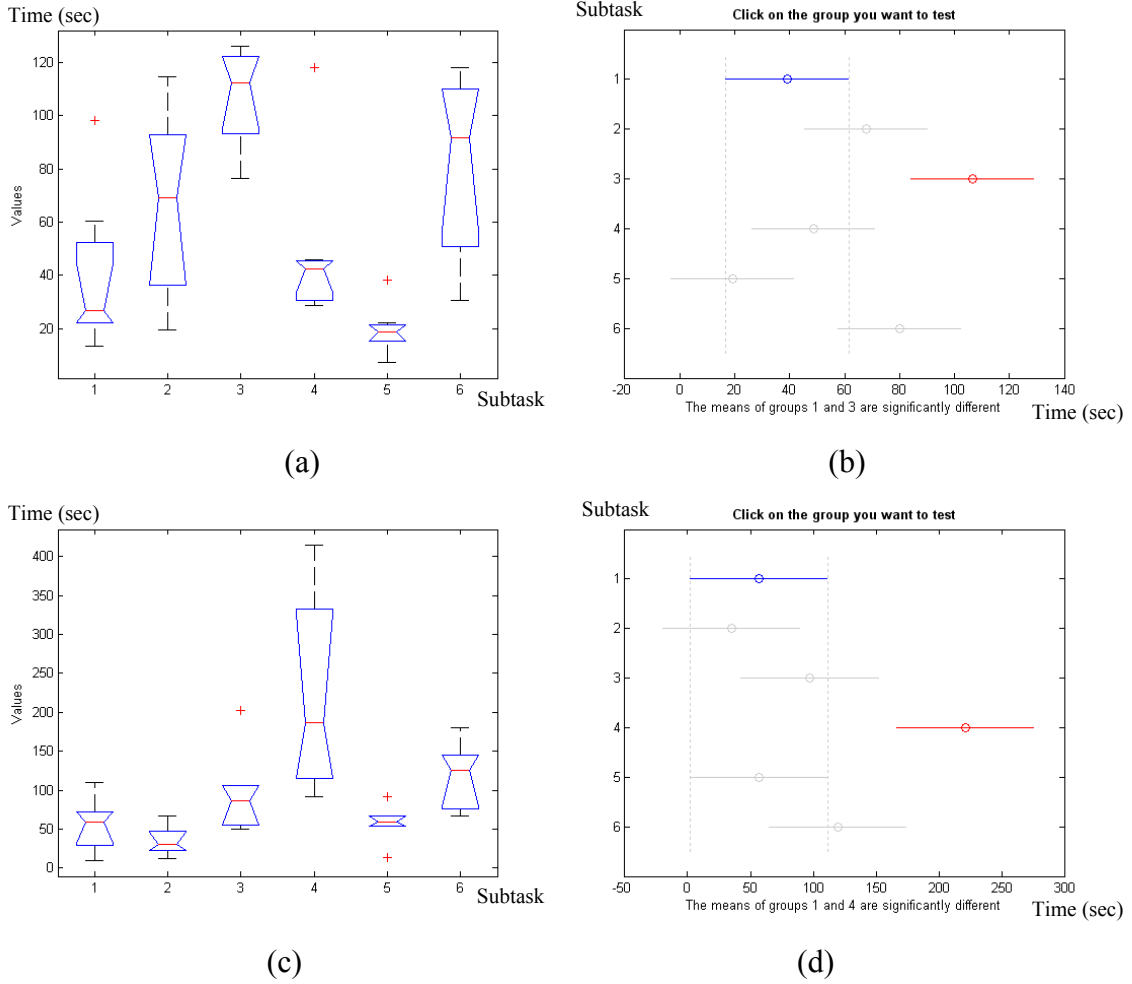 Time (sec)
Values
120
100
80
60
40
20
1 2 3 4 5 6
Subtask
(a)
Subtask
Click on the group you want to test
1
2
3
4
5
6
-20 0 20 40 60 80 100 120 140
The means of groups 1 and 3 are significantly different
Time (sec)
(b)
Time (sec)
Values
400
350
300
250
200
150
100
50
0
1 2 3 4 5 6
Subtask
(c)
Subtask
Click on the group you want to test
1
2
3
4
5
6
-50 0 50 100 150 200 250 300
The means of groups 1 and 4 are significantly different
Time (sec)
(d)